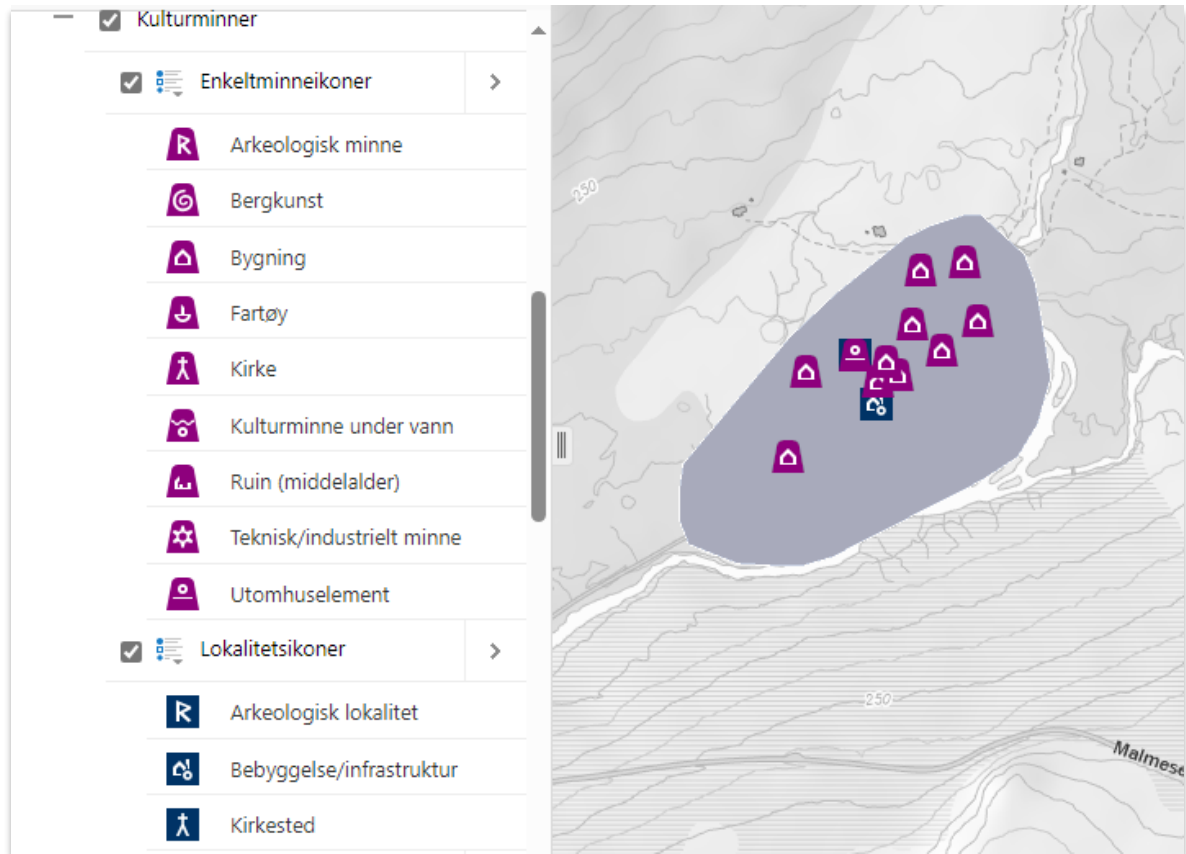 Kulturminner
Enkeltminneikoner
Arkeologisk minne
Bergkunst
Bygning
Fartøy
Kirke
Kulturminne under vann
Ruin (middelalder)
Teknisk/industrielt minne
Utomhuselement
Lokalitetsikoner
Arkeologisk lokalitet
Bebyggelse/infrastruktur
Kirkested
250
250
Malmese